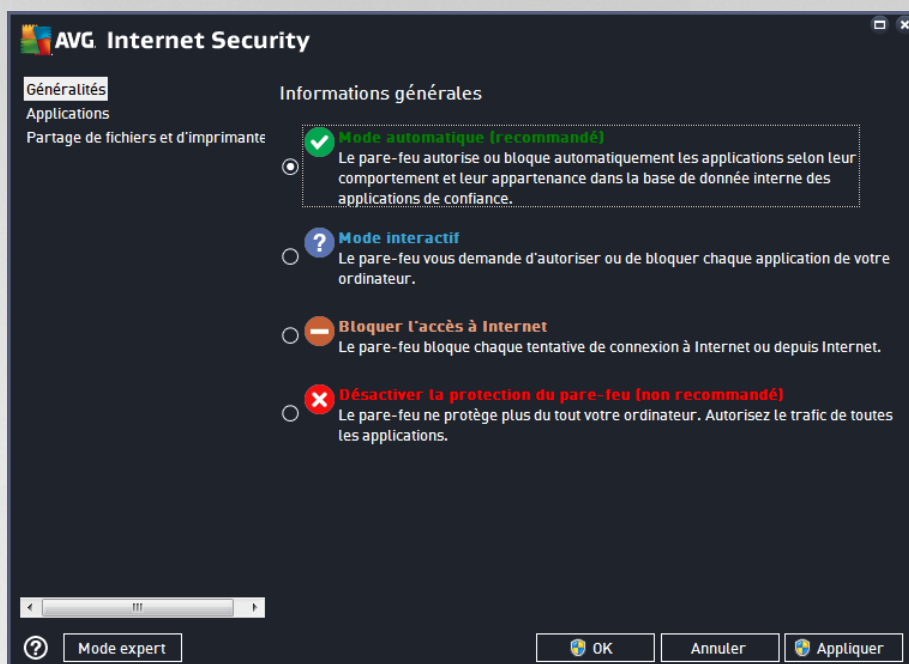 AVG Internet Security
Généralités
Applications
Partage de fichiers et d'imprimante
Informations générales
Mode automatique (recommandé)
Le pare-feu autorise ou bloque automatiquement les applications selon leur
comportement et leur appartenance dans la base de donnée interne des
applications de confiance.
Mode interactif
Le pare-feu vous demande d'autoriser ou de bloquer chaque application de votre
ordinateur.
Bloquer l'accès à Internet
Le pare-feu bloque chaque tentative de connexion à Internet ou depuis Internet.
Désactiver la protection du pare-feu (non recommandé)
Le pare-feu ne protège plus du tout votre ordinateur. Autorisez le trafic de toutes
les applications.
Mode expert
OK
Annuler
Appliquer